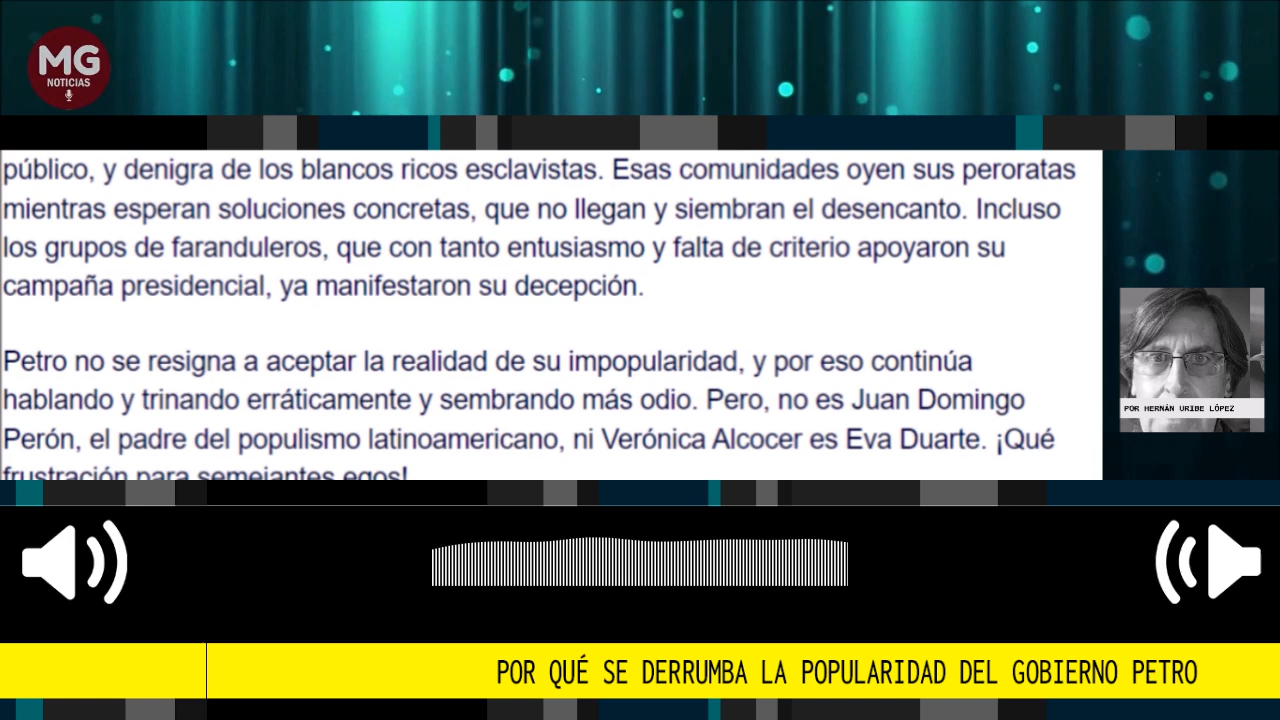 MG
NOTICIAS
público, y denigra de los blancos ricos esclavistas. Esas comunidades oyen sus peroratas
mientras esperan soluciones concretas, que no llegan y siembran el desencanto. Incluso
los grupos de faranduleros, que con tanto entusiasmo y falta de criterio apoyaron su
campaña presidencial, ya manifestaron su decepción.
Petro no se resigna a aceptar la realidad de su impopularidad, y por eso continúa
hablando y trinando erráticamente y sembrando más odio. Pero, no es Juan Domingo
Perón, el padre del populismo latinoamericano, ni Verónica Alcocer es Eva Duarte. ¡Qué
frustración para semejantes egos!
POR HERNÁN URIBE LÓPEZ
POR QUÉ SE DERRUMBA LA POPULARIDAD DEL GOBIERNO PETRO